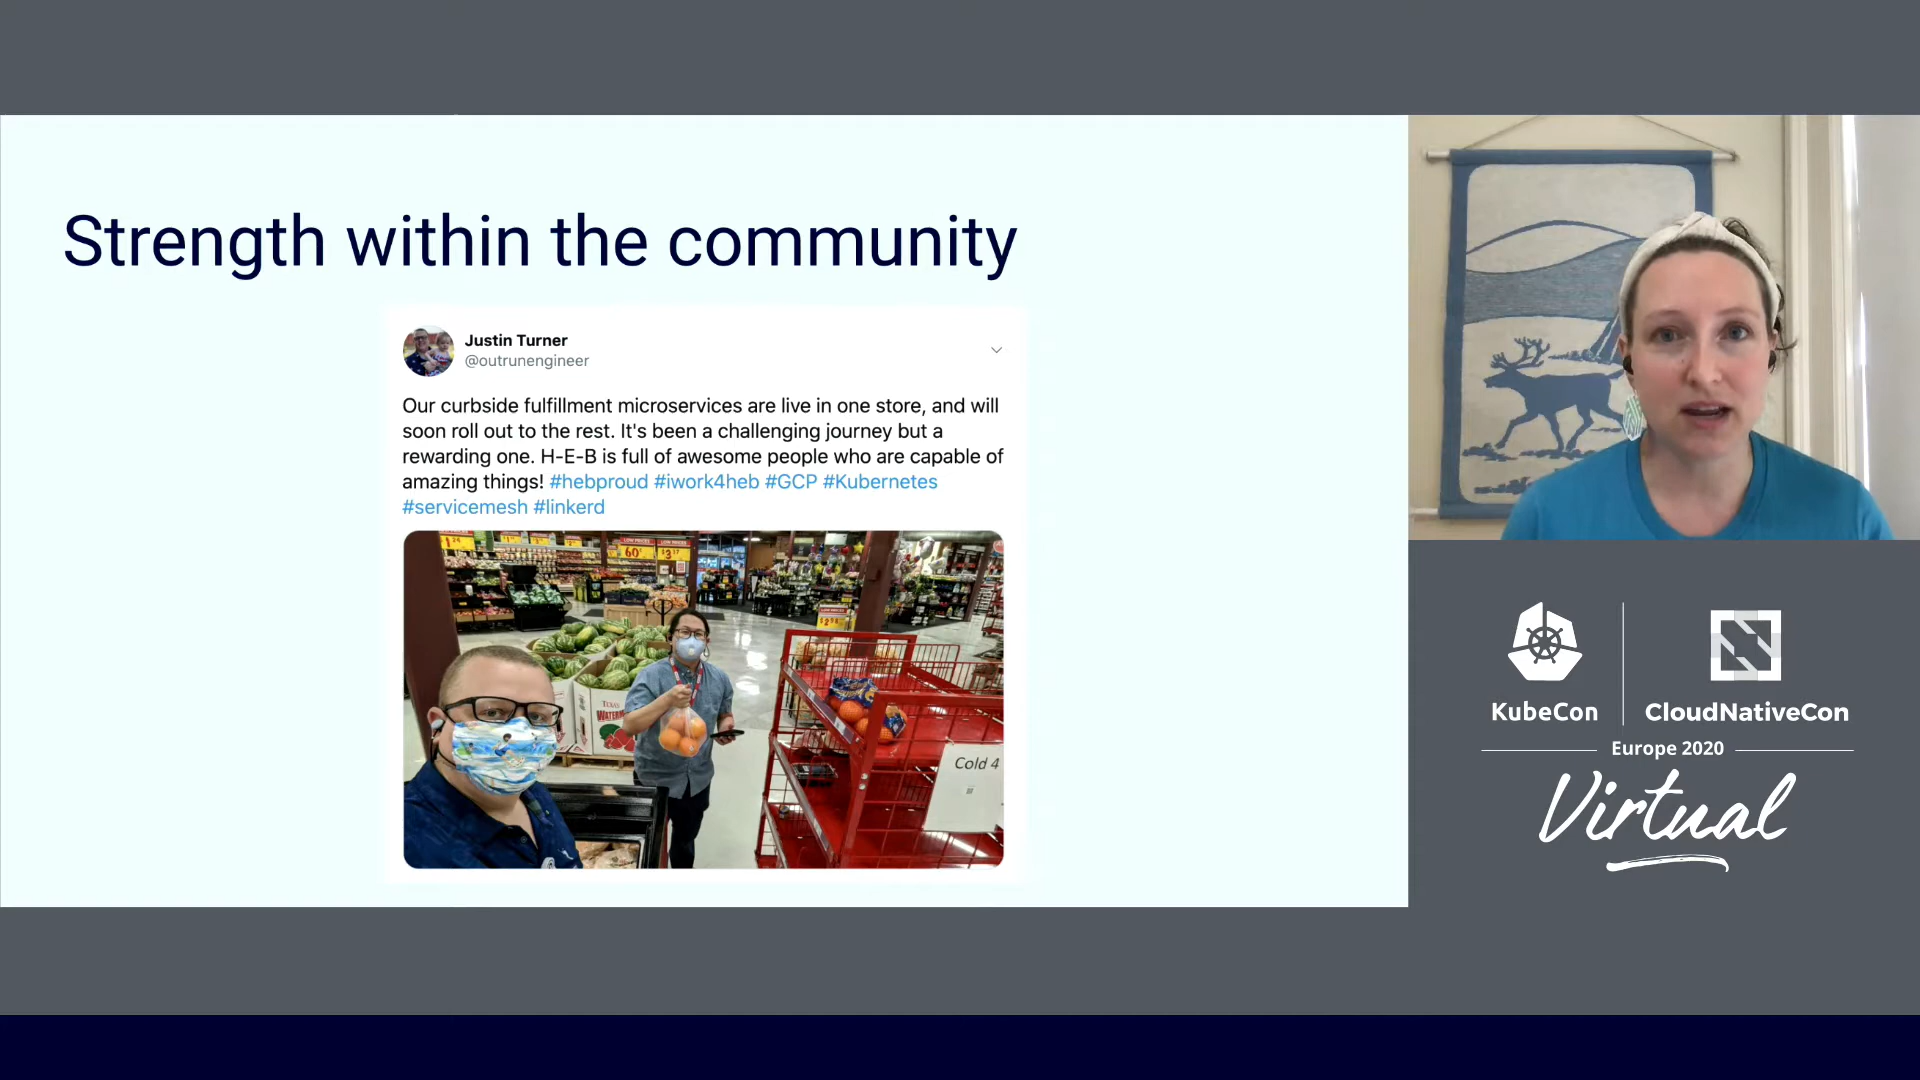 Strength within the community
Justin Turner
@outrunengineer
Our curbside fulfillment microservices are live in one store, and will
soon roll out to the rest. It's been a challenging journey but a
rewarding one. H-E-B is full of awesome people who are capable of
amazing things! #hebproud #iwork4heb #GCP #Kubernetes
#servicemesh #linkerd
Cold 4
KubeCon
CloudNativeCon
Europe 2020
Virtual